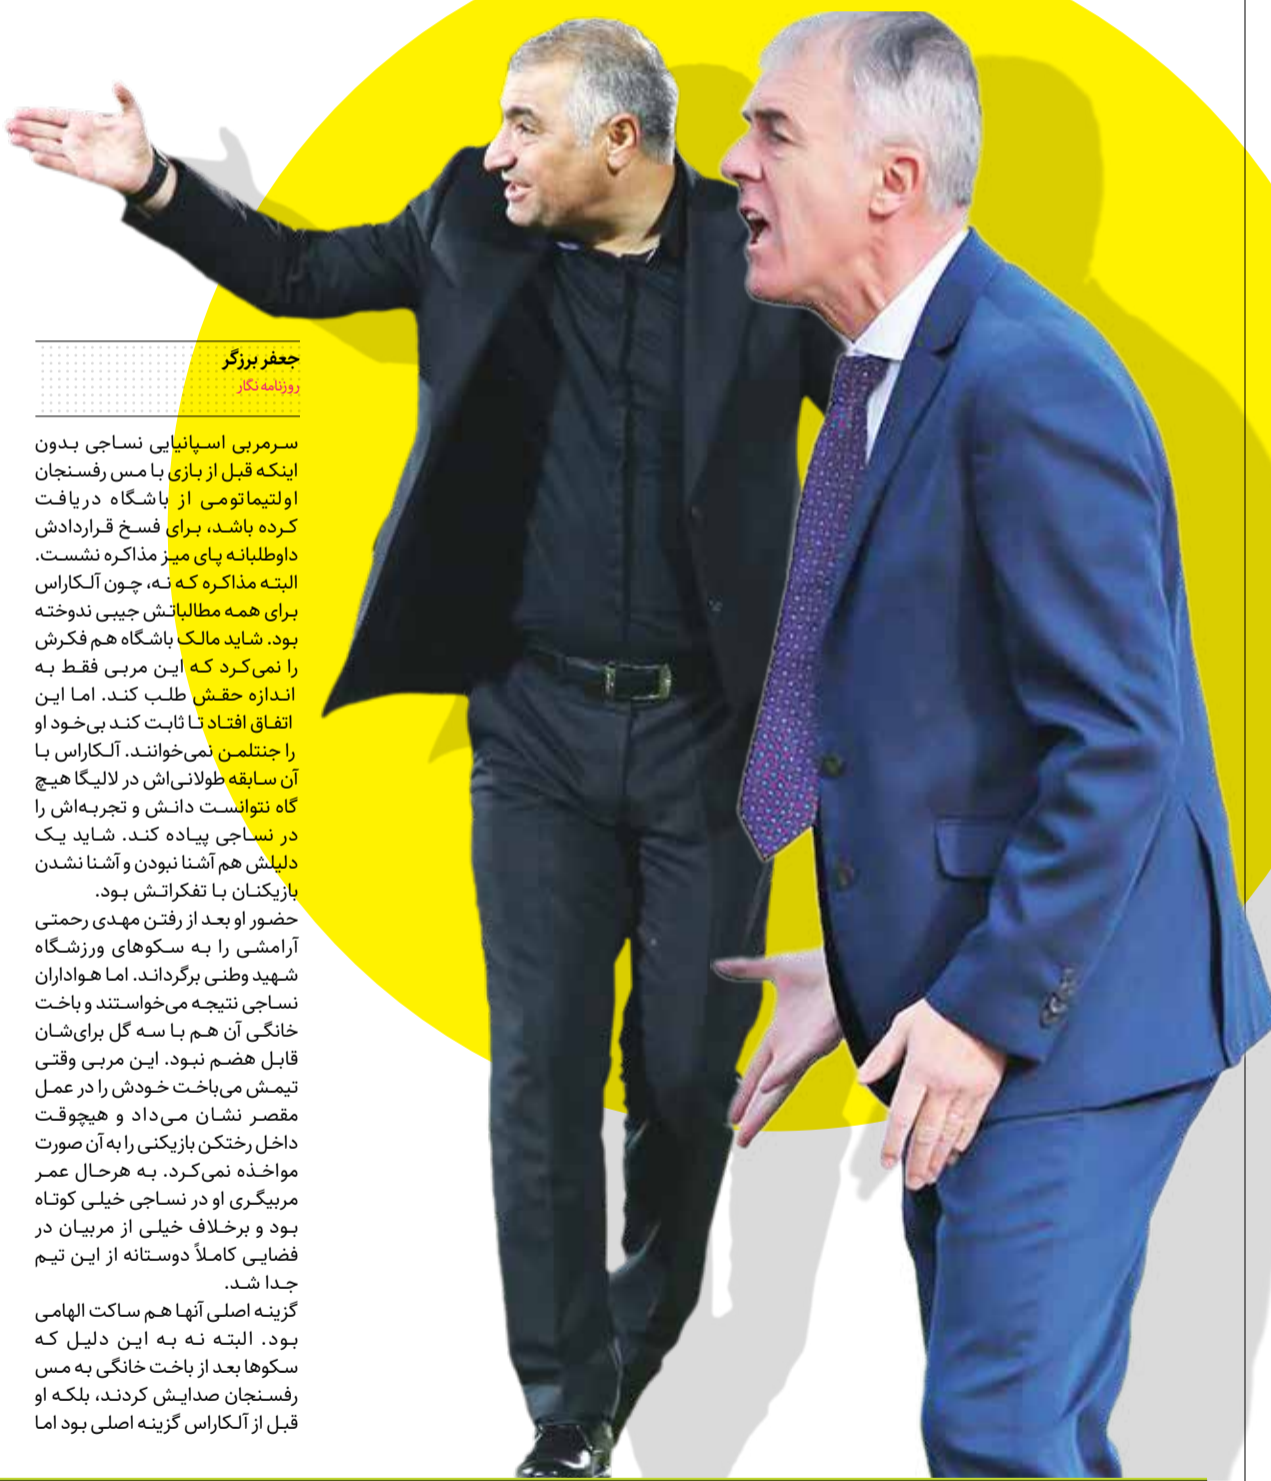 جعفر برزگر
روزنامه نگار
سرمربی اسپانیایی نساجی بدون
اینکه قبل از بازی با مس رفسنجان
اولتیماتومی از باشگاه دریافت
کرده باشد، برای فسخ قراردادش
داوطلبانه پای میز مذاکره نشست.
البته مذاکره که نه، چون آلکاراس
برای همه مطالباتش جیبی ندوخته
بود. شاید مالک باشگاه هم فکرش
را نمی‌کرد که این مربی فقط به
اندازه حقش طلب کند. اما این
اتفاق افتاد تا ثابت کند بی‌خود او
را جنتلمن نمی‌خوانند. آلکاراس با
آن سابقه طولانی‌اش در لالیگا هیچ
گاه نتوانست دانش و تجربه‌اش را
در نساجی پیاده کند. شاید یک
دلیلش هم آشنا نبودن و آشنا نشدن
بازیکنان با تفکراتش بود.
حضور او بعد از رفتن مهدی رحمتی
آرامشی را به سکوهای ورزشگاه
شهید وطنی برگرداند. اما هواداران
نساجی نتیجه می‌خواستند و باخت
خانگی آن هم با سه گل برای‌شان
قابل هضم نبود. این مربی وقتی
تیمش می‌باخت خودش را در عمل
مقصر نشان می‌داد و هیچوقت
داخل رختکن بازیکنی را به آن صورت
مواخذه نمی‌کرد. به هرحال عمر
مربیگری او در نساجی خیلی کوتاه
بود و برخلاف خیلی از مربیان در
فضایی کاملاً دوستانه از این تیم
جدا شد.
گزینه اصلی آنها هم ساکت الهامی
بود. البته نه به این دلیل که
سکوها بعد از باخت خانگی به مس
رفسنجان صدایش کردند، بلکه او
قبل از آلکاراس گزینه اصلی بود اما